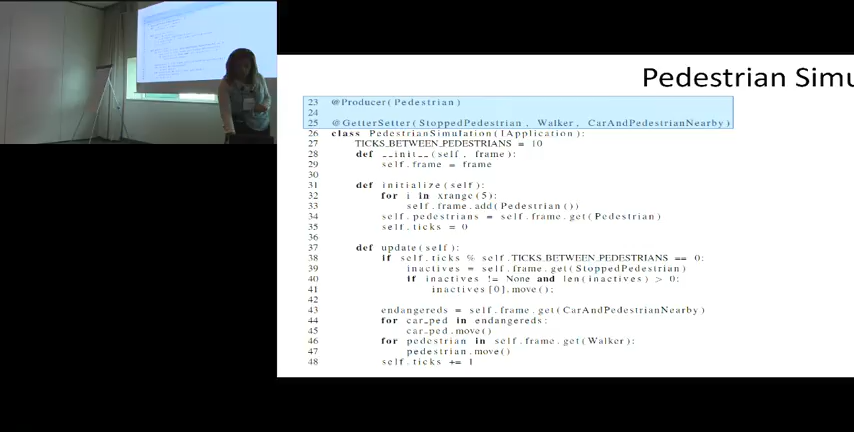 Pedestrian Simu
23 @Producer(Pedestrian)
24
25 @GetterSetter(StoppedPedestrian, Walker, CarAndPedestrianNearby)
26 class PedestrianSimulation(IApplication):
27 TICKS_BETWEEN_PEDESTRIANS = 10
28 def __init__(self, frame):
29 self.frame = frame
30
31 def initialize(self):
32 for i in xrange(5):
33 self.frame.add(Pedestrian())
34 self.pedestrians = self.frame.get(Pedestrian)
35 self.ticks = 0
36
37 def update(self):
38 if self.ticks % self.TICKS_BETWEEN_PEDESTRIANS == 0:
39 inactives = self.frame.get(StoppedPedestrian)
40 if inactives != None and len(inactives) > 0:
41 inactives[0].move();
42
43 endangereds = self.frame.get(CarAndPedestrianNearby)
44 for car_ped in endangereds:
45 car_ped.move()
46 for pedestrian in self.frame.get(Walker):
47 pedestrian.move()
48 self.ticks += 1